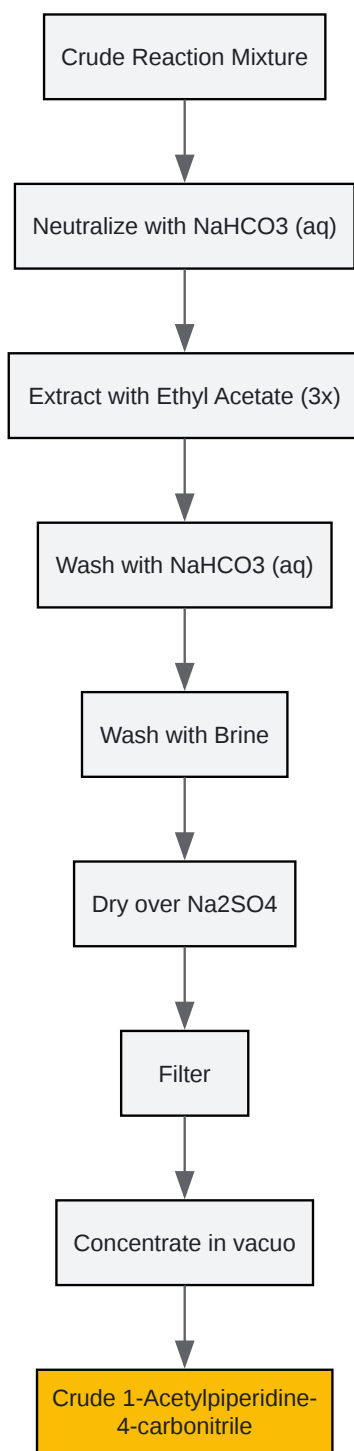 Crude Reaction Mixture
Neutralize with NaHCO3 (aq)
Extract with Ethyl Acetate (3x)
Wash with NaHCO3 (aq)
Wash with Brine
Dry over Na2SO4
Filter
Concentrate in vacuo
Crude 1-Acetylpiperidine-
4-carbonitrile